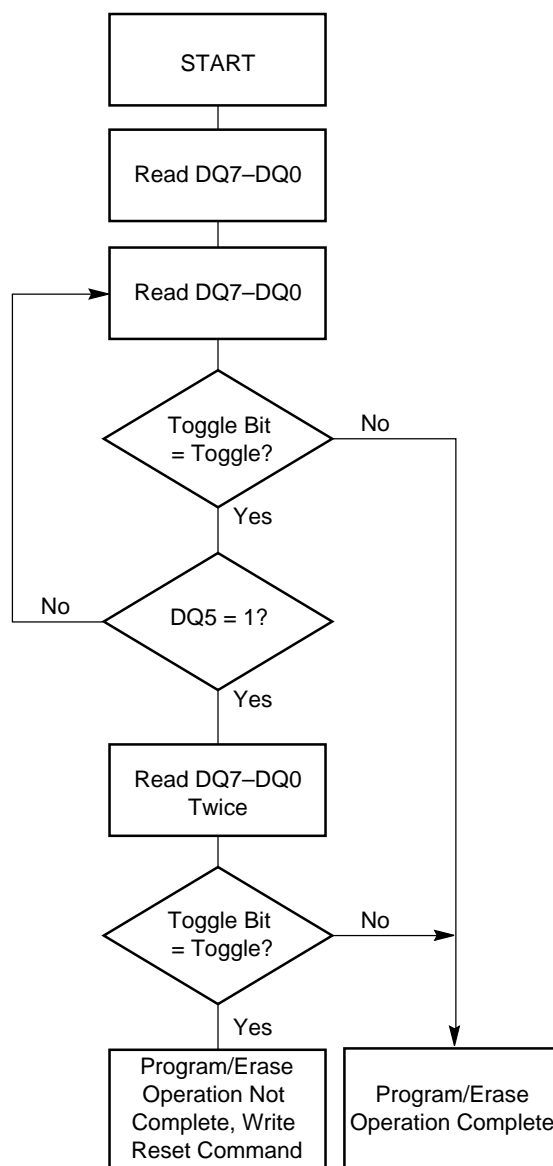 START
Read DQ7–DQ0
Read DQ7–DQ0
Toggle Bit
= Toggle?
No
Yes
No
DQ5 = 1?
Yes
Read DQ7–DQ0
Twice
Toggle Bit
= Toggle?
No
Yes
Program/Erase
Operation Not
Complete, Write
Reset Command
Program/Erase
Operation Complete